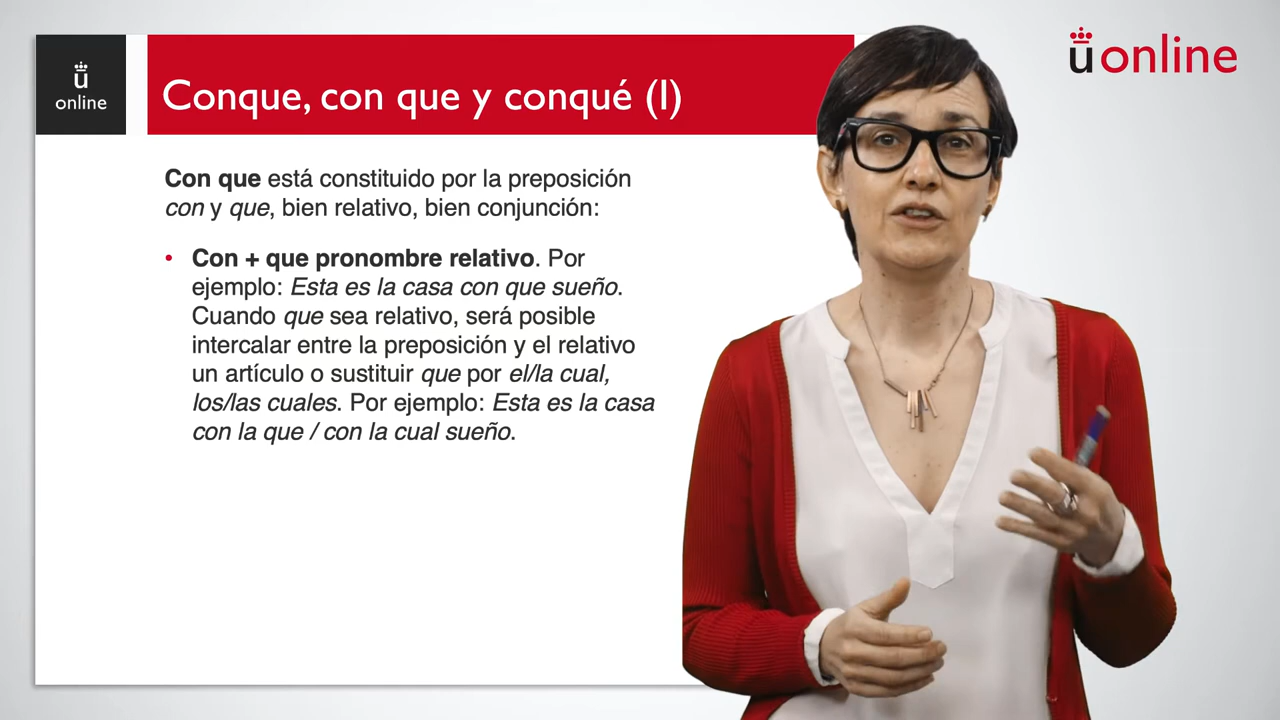 ü
online
Conque, con que y conqué (I)
üonline
Con que está constituido por la preposición
con y que, bien relativo, bien conjunción:
• Con + que pronombre relativo. Por
ejemplo: Esta es la casa con que sueño.
Cuando que sea relativo, será posible
intercalar entre la preposición y el relativo
un artículo o sustituir que por el/la cual,
los/las cuales. Por ejemplo: Esta es la casa
con la que / con la cual sueño.